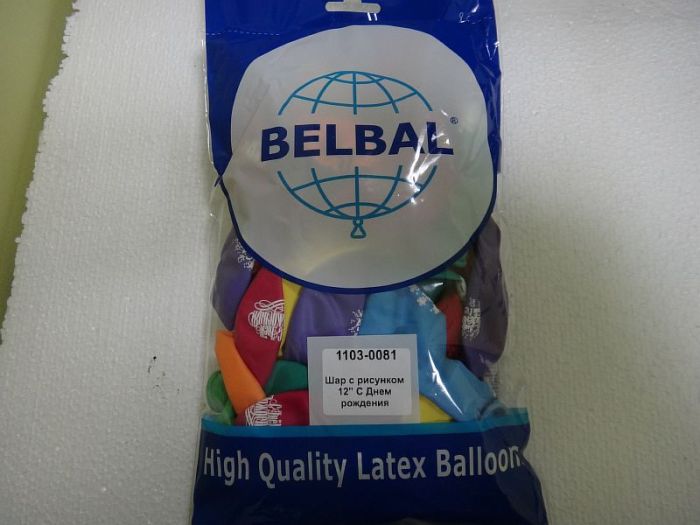 BELBAL®
1103-0081
Шар с рисунком
12" С Днем
рождения
High Quality Latex Balloon